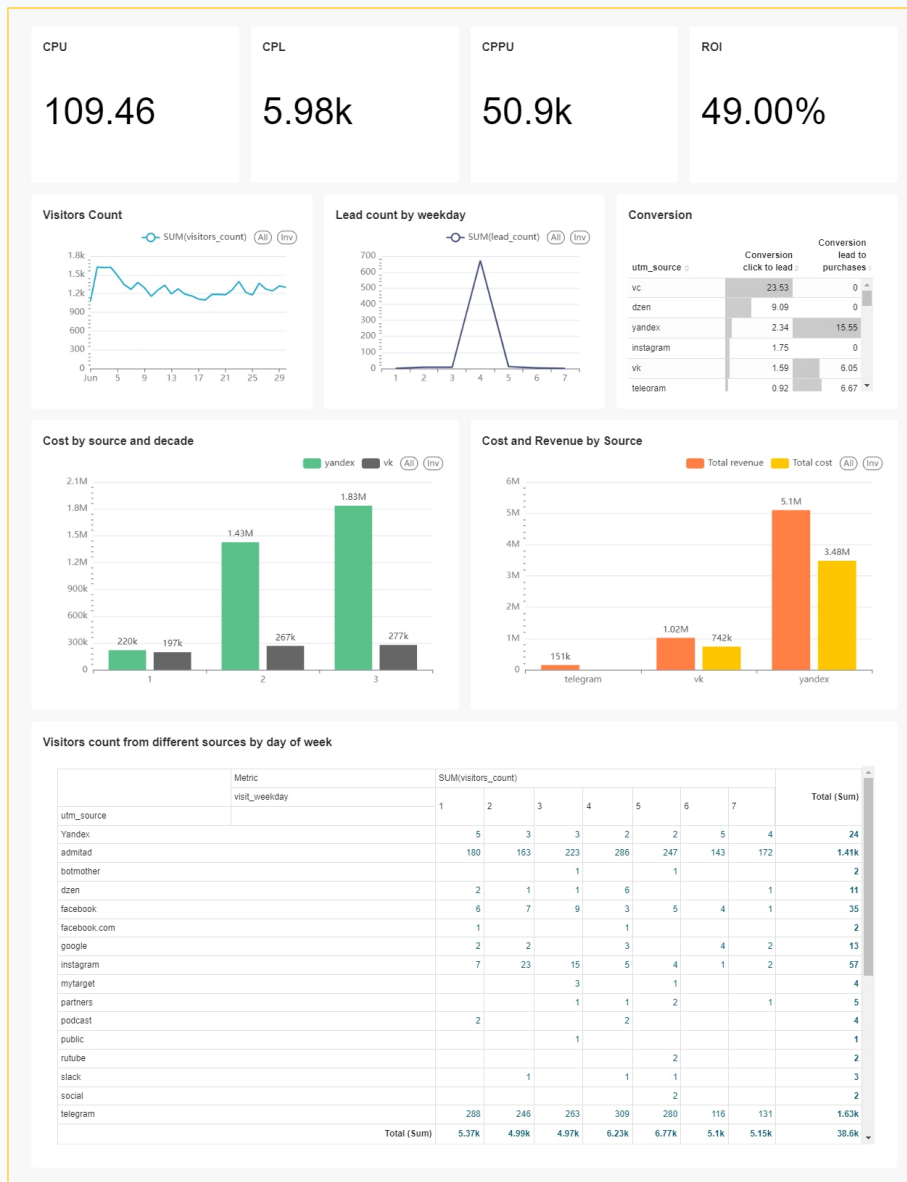 CPU
109.46
CPL
5.98k
CPPU
50.9k
ROI
49.00%
Visitors Count
SUM(visitors_count) All Inv
1.8k
1.5k
1.2k
900
600
300
0
Jun 5 9 13 17 21 25 29
Lead count by weekday
SUM(lead_count) All Inv
700
600
500
400
300
200
100
0
1 2 3 4 5 6 7
Conversion
utm_source Conversion click to lead Conversion lead to purchases
vc 23.53 0
dzen 9.09 0
yandex 2.34 15.55
instagram 1.75 0
vk 1.59 6.05
telegram 0.92 6.67
Cost by source and decade
yandex vk All Inv
2.1M
1.8M
1.5M
1.2M
900k
600k
300k
0
220k 197k 1.43M 267k 1.83M 277k
1 2 3
Cost and Revenue by Source
Total revenue Total cost All Inv
6M
5M
4M
3M
2M
1M
0
151k 1.02M 742k 5.1M 3.48M
telegram vk yandex
Visitors count from different sources by day of week
Metric SUM(visitors_count) Total (Sum)
visit_weekday 1 2 3 4 5 6 7
utm_source
Yandex 5 3 3 2 2 5 4 24
admitad 180 163 223 286 247 143 172 1.41k
botmother 1 1 2
dzen 2 1 1 6 1 11
facebook 6 7 9 3 5 4 1 35
facebook.com 1 1 2
google 2 2 3 4 2 13
instagram 7 23 15 5 4 1 2 57
mytarget 3 1 4
partners 1 1 2 1 5
podcast 2 2 4
public 1 1
rutube 2 2
slack 1 1 1 3
social 2 2
telegram 288 246 263 309 280 116 131 1.63k
Total (Sum) 5.37k 4.99k 4.97k 6.23k 6.77k 5.1k 5.15k 38.6k